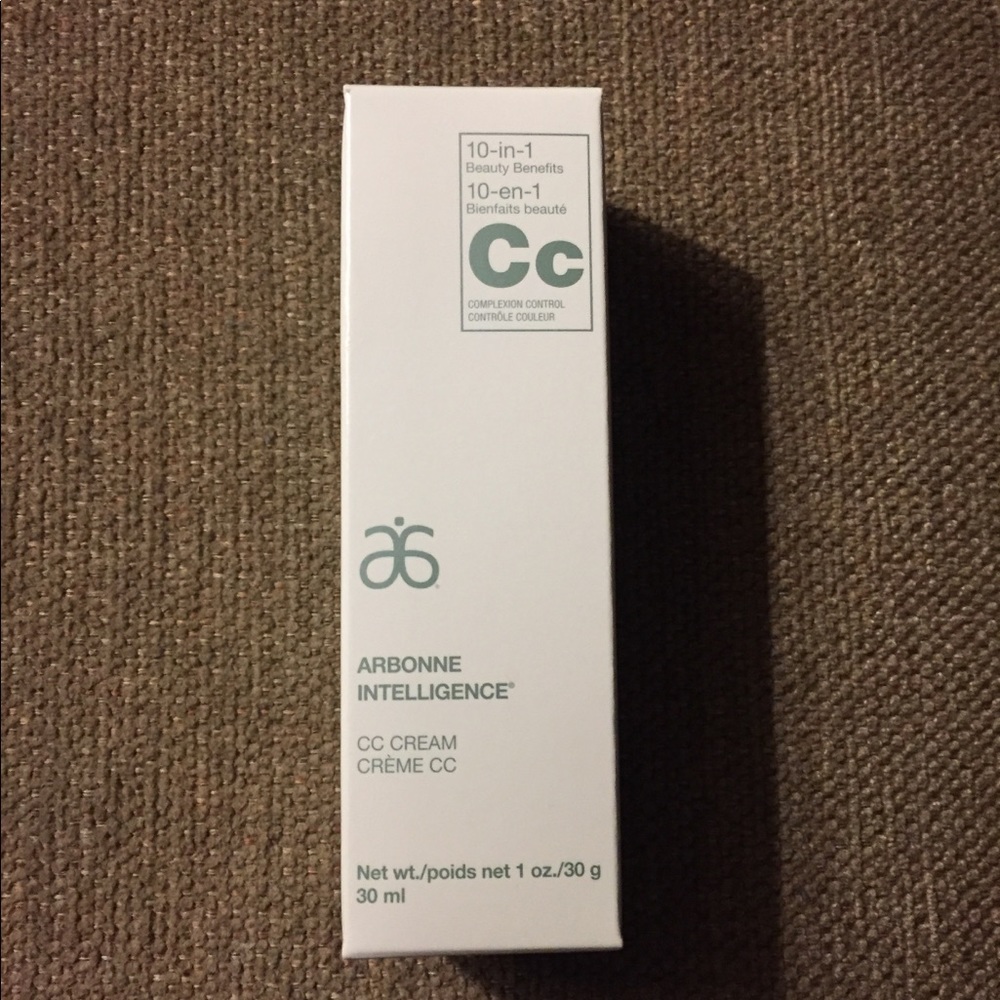 10-in-1
Beauty Benefits
10-en-1
Bienfaits beauté
Cc
COMPLEXION CONTROL
CONTRÔLE COULEUR
ARBONNE
INTELLIGENCE®
CC CREAM
CRÈME CC
Net wt./poids net 1 oz./30 g
30 ml